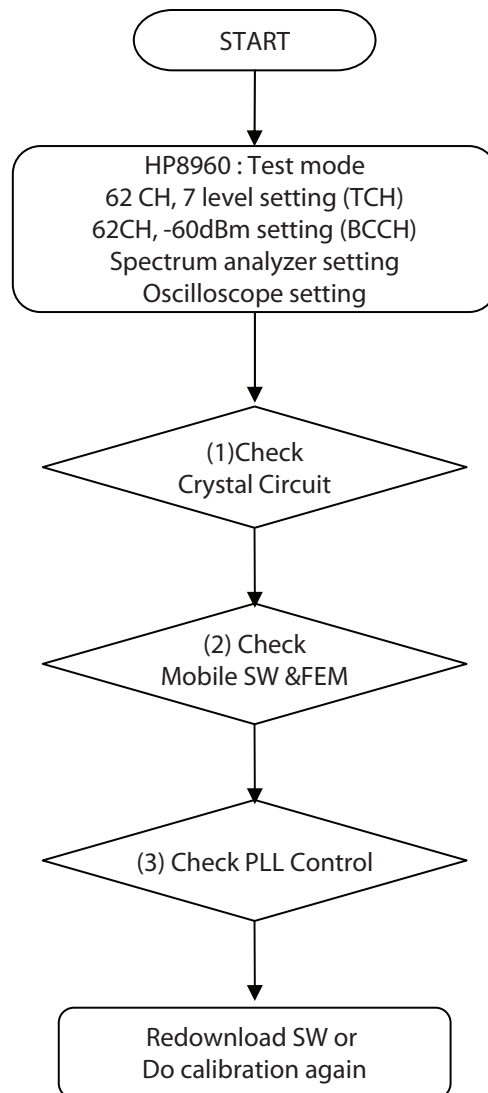 START
HP8960 : Test mode
62 CH, 7 level setting (TCH)
62CH, -60dBm setting (BCCH)
Spectrum analyzer setting
Oscilloscope setting
(1)Check
Crystal Circuit
(2) Check
Mobile SW &FEM
(3) Check PLL Control
Redownload SW or
Do calibration again